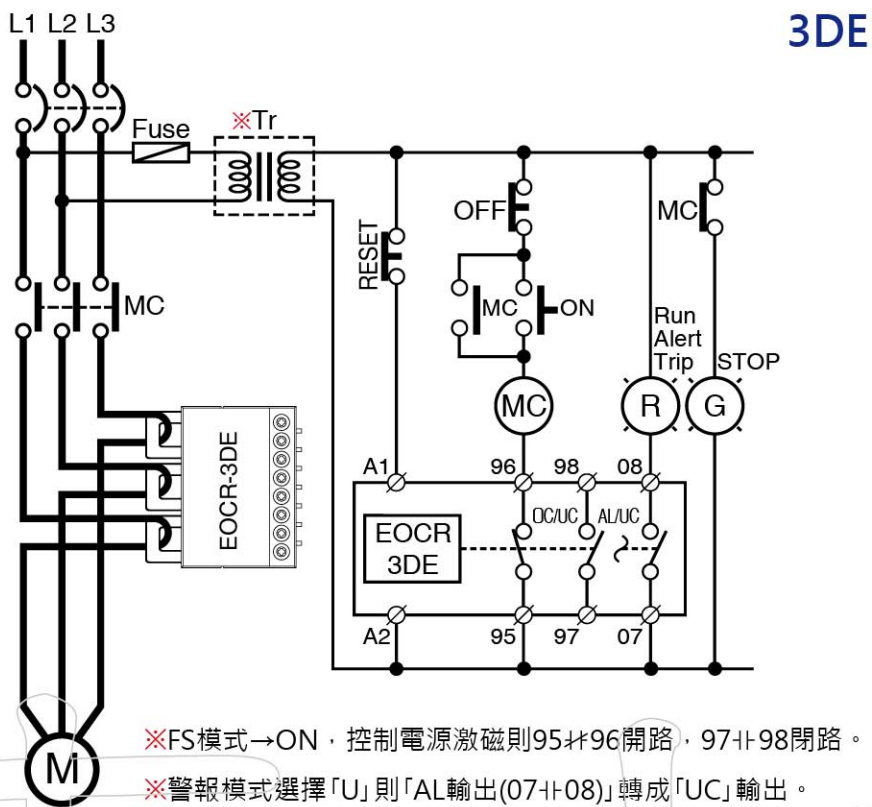 L1 L2 L3
3DE
Fuse
※Tr
RESET
OFF
MC
MC
MC
ON
Run
Alert
Trip
STOP
MC
R
G
EOCR-3DE
A1
96
98
08
OC/UC
AL/UC
EOCR
3DE
A2
95
97
07
M
※FS模式→ON,控制電源激磁則95⫲96開路,97⊣⊢98閉路。
※警報模式選擇「U」則「AL輸出(07⊣⊢08)」轉成「UC」輸出。